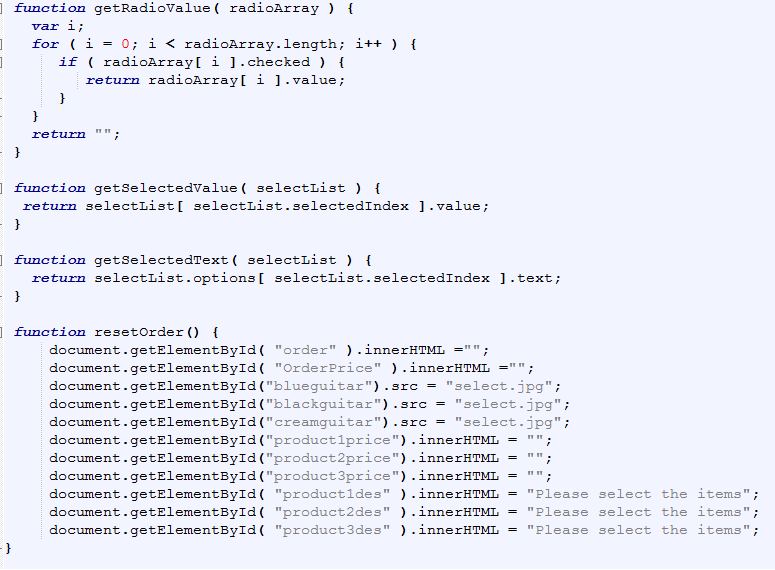 function getRadioValue( radioArray ) {
var i;
for ( i = 0; i < radioArray.length; i++ ) {
if ( radioArray[ i ].checked ) {
return radioArray[ i ].value;
}
}
return "";
}
function getSelectedValue( selectList ) {
return selectList[ selectList.selectedIndex ].value;
}
function getSelectedText( selectList ) {
return selectList.options[ selectList.selectedIndex ].text;
}
function resetOrder() {
document.getElementById( "order" ).innerHTML ="";
document.getElementById( "OrderPrice" ).innerHTML ="";
document.getElementById("blueguitar").src = "select.jpg";
document.getElementById("blackguitar").src = "select.jpg";
document.getElementById("creamguitar").src = "select.jpg";
document.getElementById("product1price").innerHTML = "";
document.getElementById("product2price").innerHTML = "";
document.getElementById("product3price").innerHTML = "";
document.getElementById( "product1des" ).innerHTML = "Please select the items";
document.getElementById( "product2des" ).innerHTML = "Please select the items";
document.getElementById( "product3des" ).innerHTML = "Please select the items";
}